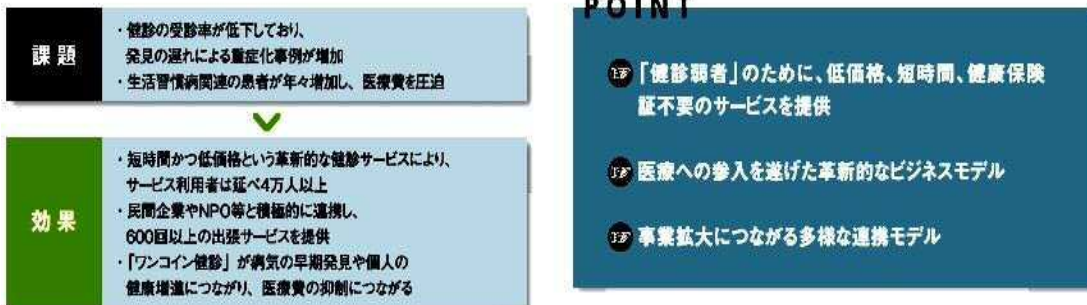 課題
・健診の受診率が低下しており、
発見の遅れによる重症化事例が増加
・生活習慣病関連の患者が年々増加し、医療費を圧迫
効果
・短時間かつ低価格という革新的な健診サービスにより、
サービス利用者は延べ4万人以上
・民間企業やNPO等と積極的に連携し、
600回以上の出張サービスを提供
・「ワンコイン健診」が病気の早期発見や個人の
健康増進につながり、医療費の抑制につながる
POINT
「健診弱者」のために、低価格、短時間、健康保険
証不要のサービスを提供
医療への参入を遂げた革新的なビジネスモデル
事業拡大につながる多様な連携モデル